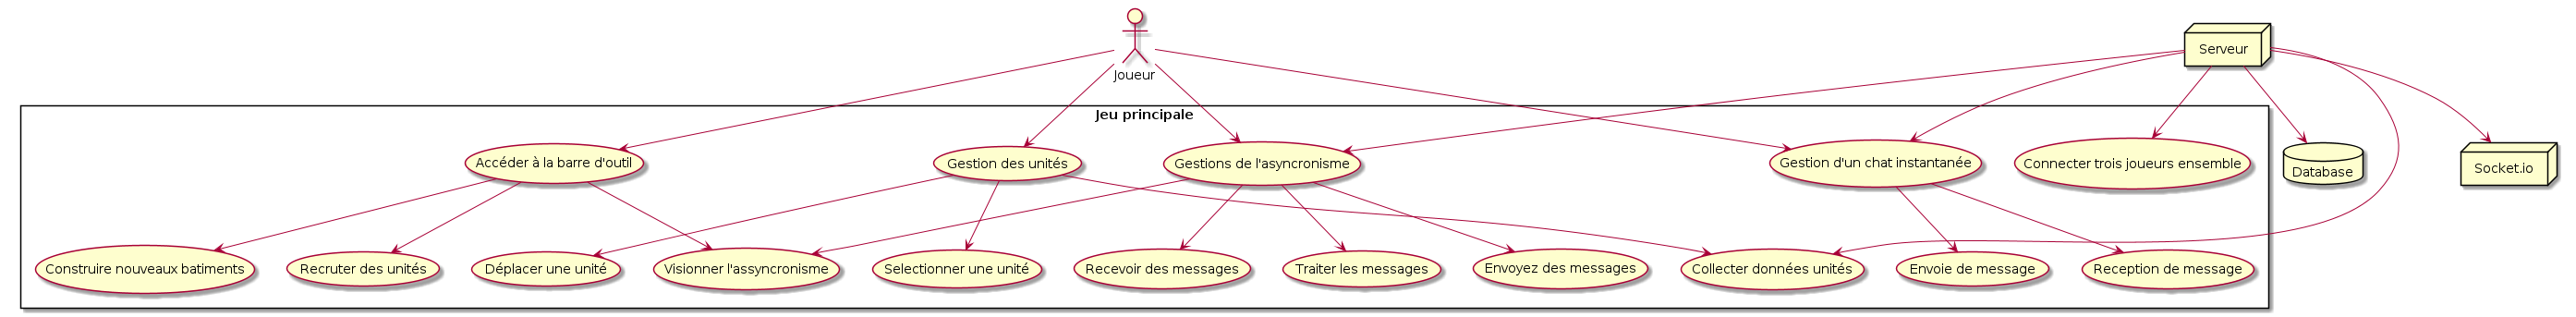 Joueur
Serveur
Jeu principale
Accéder à la barre d'outil
Gestion des unités
Gestions de l'asyncronisme
Gestion d'un chat instantanée
Connecter trois joueurs ensemble
Database
Socket.io
Construire nouveaux batiments
Recruter des unités
Déplacer une unité
Visionner l'assyncronisme
Selectionner une unité
Recevoir des messages
Traiter les messages
Envoyez des messages
Collecter données unités
Envoie de message
Reception de message